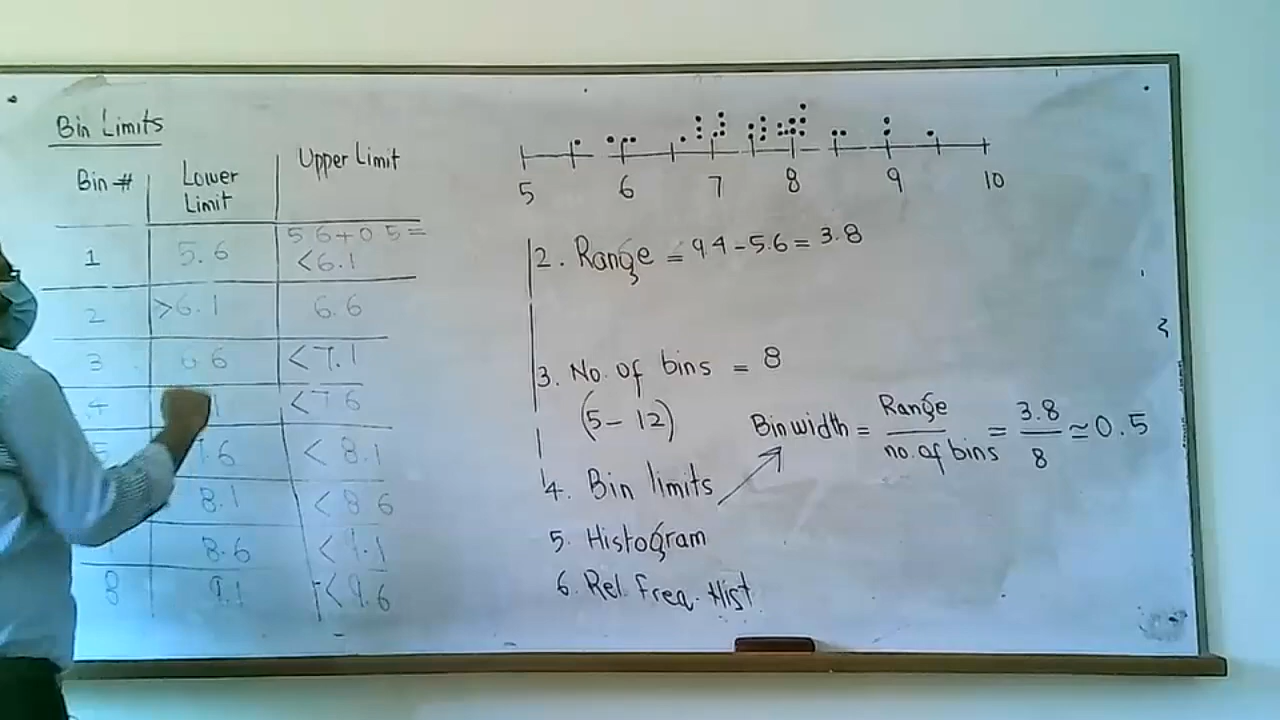 Bin Limits
Bin # Lower Limit Upper Limit
1 5.6 5.6+0.5= <6.1
2 >6.1 6.6
3 6.6 <7.1
4 1 <7.6
.6 <8.1
8.1 <8.6
8.6 <9.1
8 9.1 <9.6
5 6 7 8 9 10
2. Range = 9.4-5.6 = 3.8
3. No. of bins = 8
(5-12)
Binwidth = Range / no. of bins = 3.8 / 8 ≃ 0.5
4. Bin limits
5. Histogram
6. Rel. Freq. Hist.